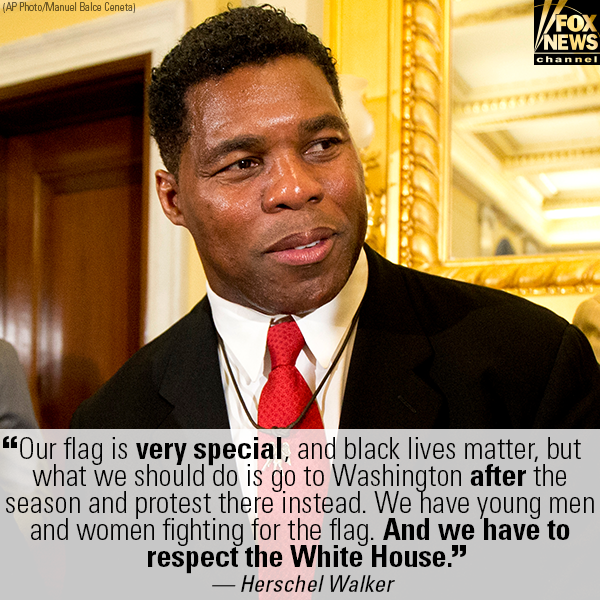 (AP Photo/Manuel Balce Ceneta)
FOX
NEWS
channel
“Our flag is very special, and black lives matter, but
what we should do is go to Washington after the
season and protest there instead. We have young men
and women fighting for the flag. And we have to
respect the White House.”
— Herschel Walker